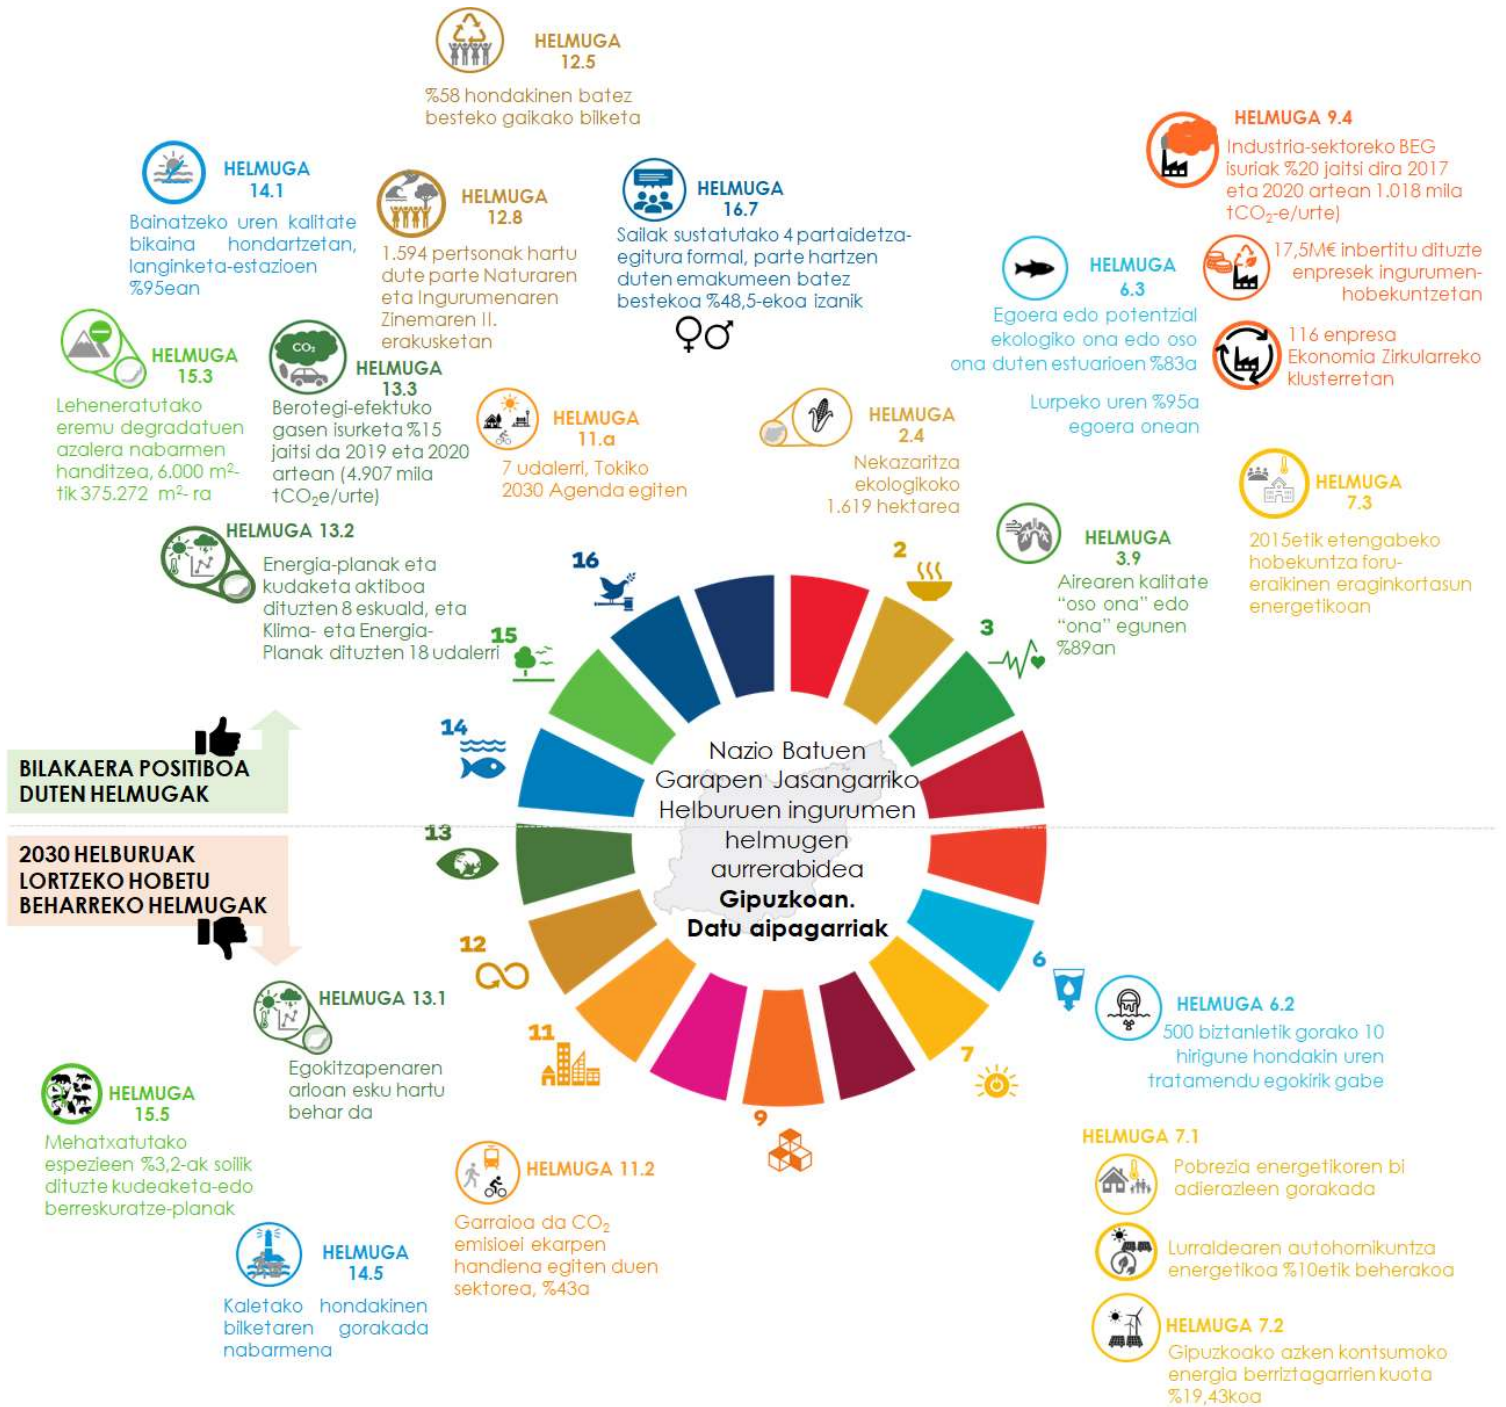 HELMUGA
12.5
%58 hondakinen batez
besteko gaikako bilketa
HELMUGA
14.1
Bainatzeko uren kalitate
bikaina hondartzetan,
langinketa-estazioen
%95ean
HELMUGA
12.8
1.594 pertsonak hartu
dute parte Naturaren
eta Ingurumenaren
Zinemaren II.
erakusketan
HELMUGA
16.7
Sailak sustatutako 4 partaidetza-
egitura formal, parte hartzen
duten emakumeen batez
bestekoa %48,5-ekoa izanik
HELMUGA 9.4
Industria-sektoreko BEG
isuriak %20 jaitsi dira 2017
eta 2020 artean 1.018 mila
tCO₂-e/urte)
17,5M€ inbertitu dituzte
enpresek ingurumen-
hobekuntzetan
116 enpresa
Ekonomia Zirkularreko
klusterretan
HELMUGA
6.3
Egoera edo potentzial
ekologiko ona edo oso
ona duten estuarioen %83a
Lurpeko uren %95a
egoera onean
HELMUGA
15.3
Leheneratutako
eremu degradatuen
azalera nabarmen
handitzea, 6.000 m²-
tik 375.272 m²- ra
CO₂
HELMUGA
13.3
Berotegi-efektuko
gasen isurketa %15
jaitsi da 2019 eta 2020
artean (4.907 mila
tCO₂e/urte)
HELMUGA
11.a
7 udalerri, Tokiko
2030 Agenda egiten
HELMUGA
2.4
Nekazaritza
ekologikoko
1.619 hektarea
HELMUGA
7.3
2015etik etengabeko
hobekuntza foru-
eraikinen eraginkortasun
energetikoan
HELMUGA
3.9
Airearen kalitate
"oso ona" edo
"ona" egunen
%89an
HELMUGA 13.2
Energia-planak eta
kudaketa aktiboa
dituzten 8 eskuald, eta
Klima- eta Energia-
Planak dituzten 18 udalerri
16
2
15
3
14
BILAKAERA POSITIBOA
DUTEN HELMUGAK
Nazio Batuen
Garapen Jasangarriko
Helburuen ingurumen
helmugen
aurrerabidea
Gipuzkoan.
Datu aipagarriak
13
2030 HELBURUAK
LORTZEKO HOBETU
BEHARREKO HELMUGAK
12
6
11
7
9
HELMUGA 13.1
Egokitzapenaren
arloan esku hartu
behar da
HELMUGA 6.2
500 biztanletik gorako 10
hirigune hondakin uren
tratamendu egokirik gabe
HELMUGA
15.5
Mehatxatutako
espezieen %3,2-ak soilik
dituzte kudeaketa-edo
berreskuratze-planak
HELMUGA 11.2
Garraioa da CO₂
emisioei ekarpen
handiena egiten duen
sektorea, %43a
HELMUGA
14.5
Kaletako hondakinen
bilketaren gorakada
nabarmena
HELMUGA 7.1
Pobrezia energetikoren bi
adierazleen gorakada
Lurraldearen autohornikuntza
energetikoa %10etik beherakoa
HELMUGA 7.2
Gipuzkoako azken kontsumoko
energia berriztagarrien kuota
%19,43koa